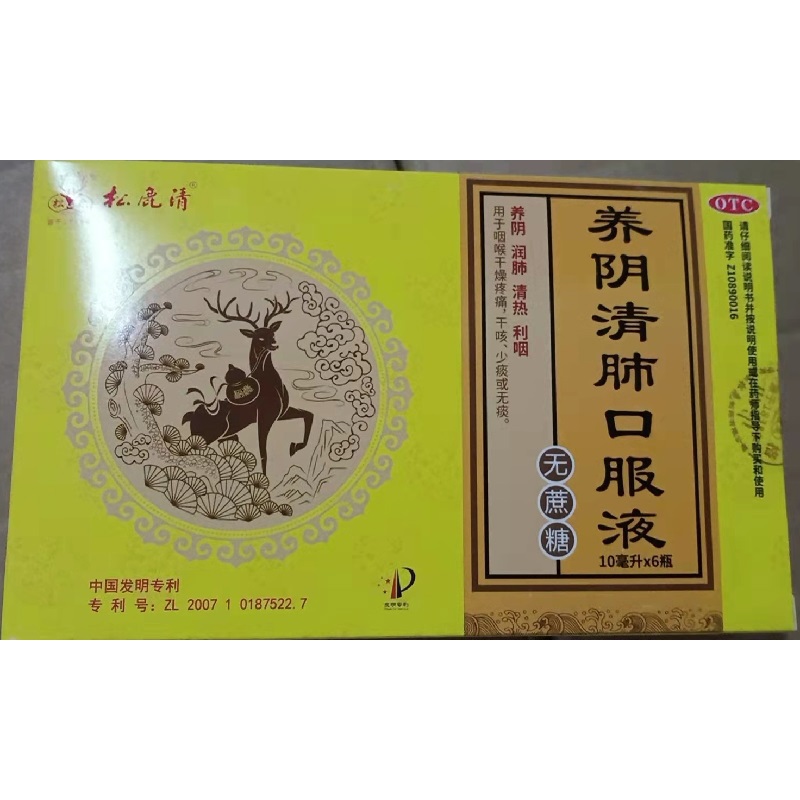 松鹿清
中国发明专利
专 利 号: ZL 2007 1 0187522.7
发明专利
养阴 润肺 清热 利咽
用于咽喉干燥疼痛，干咳、少痰或无痰。
养阴清肺口服液
无蔗糖
10毫升x6瓶
OTC
请仔细阅读说明书并按说明使用或在药师指导下购买和使用
国药准字 Z10890016